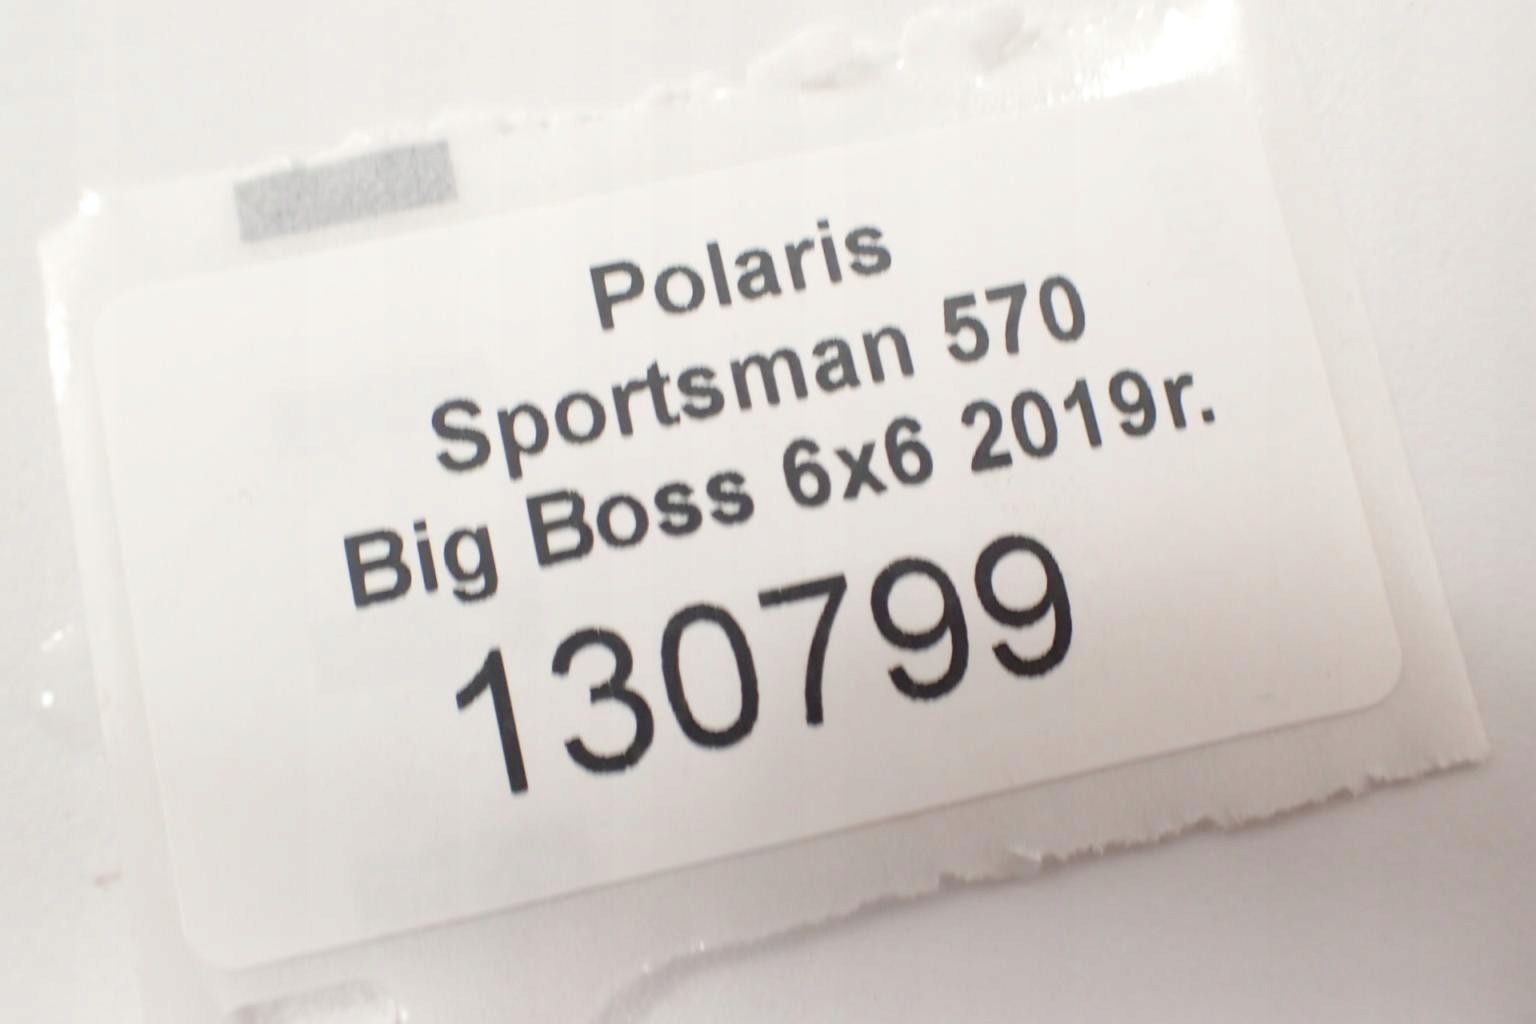 Polaris
Sportsman 570
Big Boss 6x6 2019r.
130799